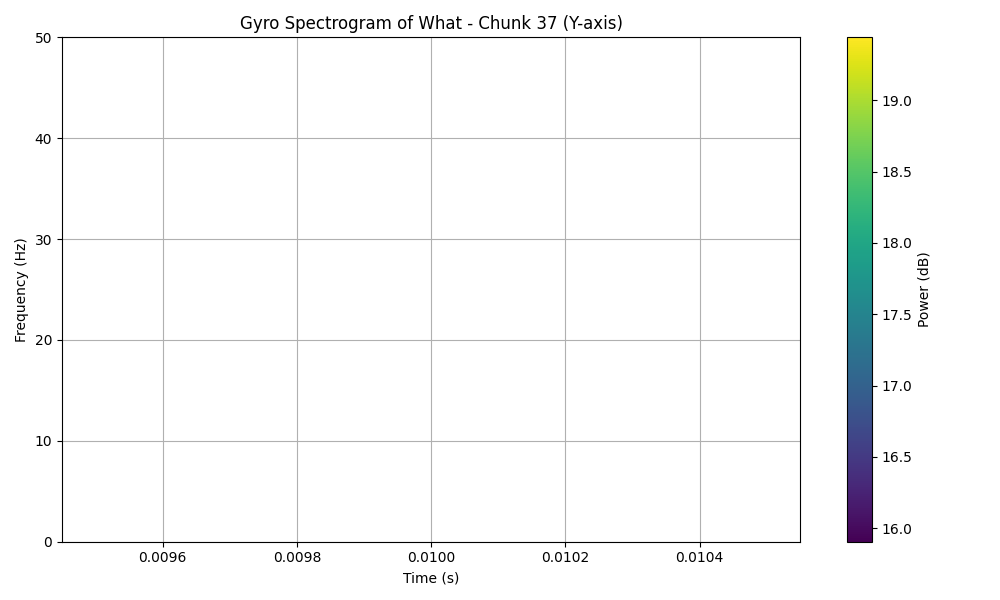 Gyro Spectrogram of What - Chunk 37 (Y-axis)
50
40
30
20
10
0
Frequency (Hz)
0.0096 0.0098 0.0100 0.0102 0.0104
Time (s)
19.0
18.5
18.0
17.5
17.0
16.5
16.0
Power (dB)